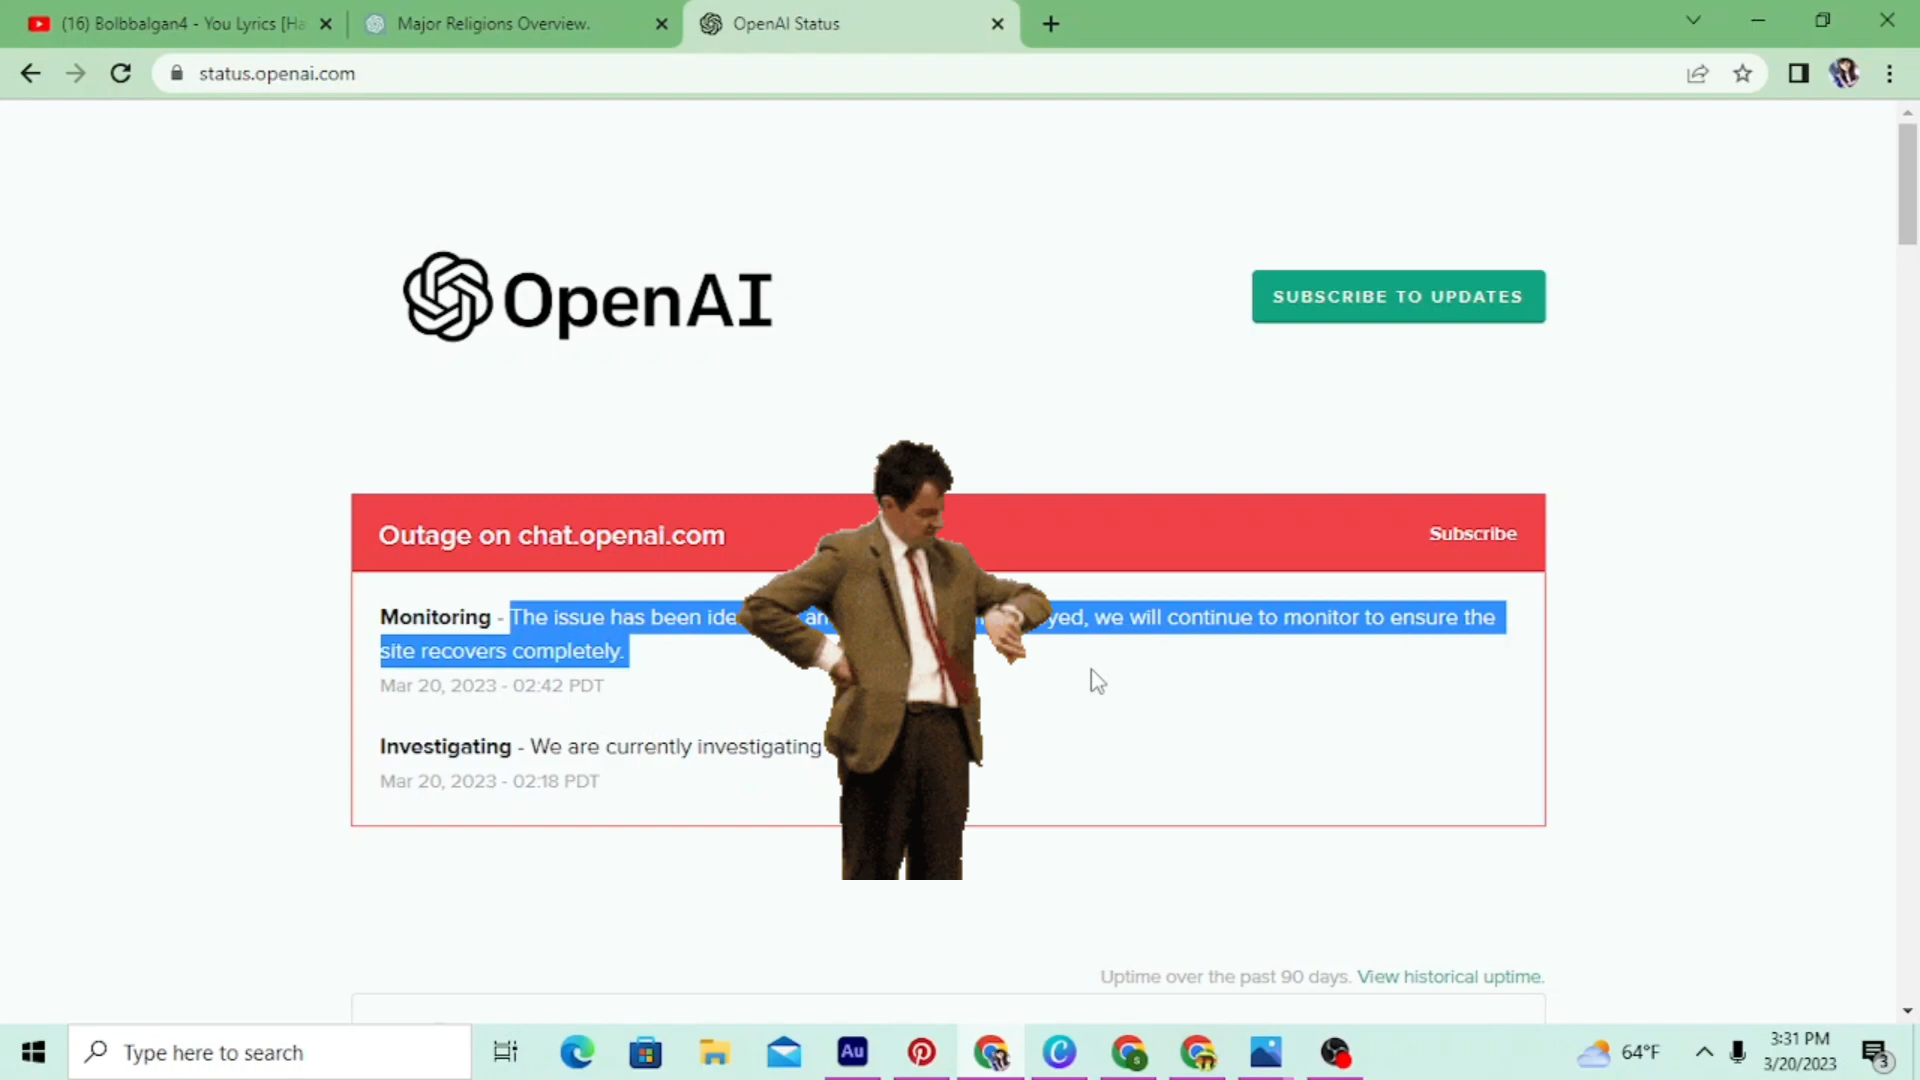 (16) Bolbbalgan4 - You Lyrics [Ha
Major Religions Overview.
OpenAI Status
status.openai.com
OpenAI
SUBSCRIBE TO UPDATES
Outage on chat.openai.com
Subscribe
Monitoring - The issue has been ide an yed, we will continue to monitor to ensure the
site recovers completely.
Mar 20, 2023 - 02:42 PDT
Investigating - We are currently investigating
Mar 20, 2023 - 02:18 PDT
Uptime over the past 90 days. View historical uptime.
Type here to search
Au
64°F
3:31 PM
3/20/2023
3